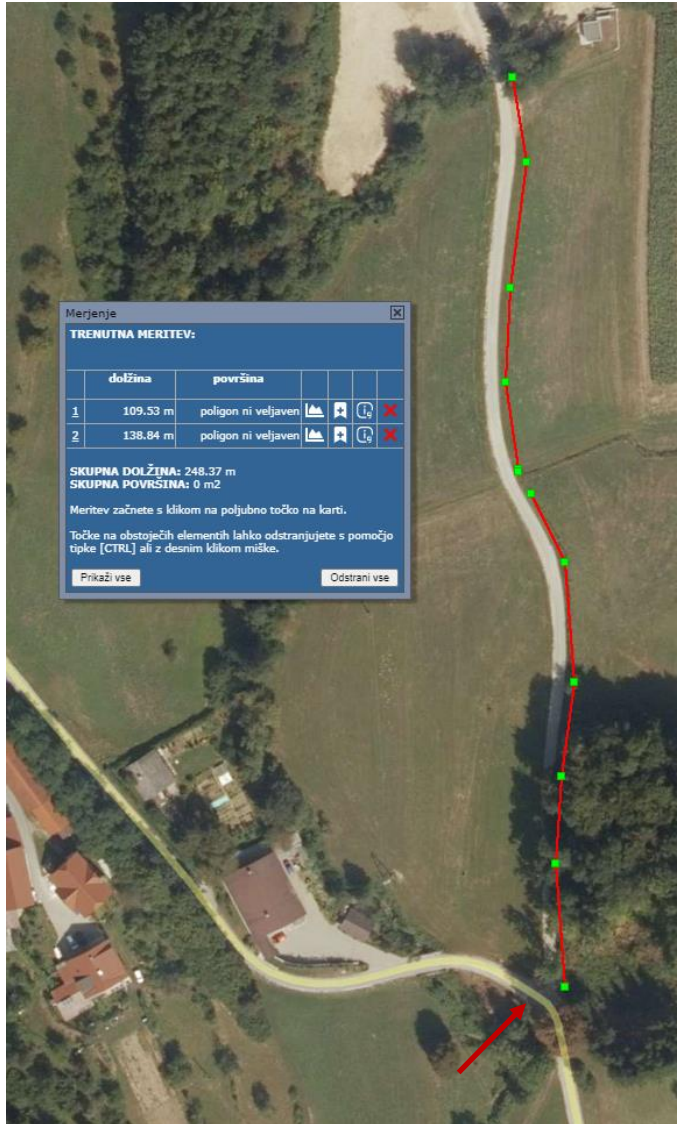 Merjenje
TRENUTNA MERITEV:
dolžina površina
1 109.53 m poligon ni veljaven
2 138.84 m poligon ni veljaven
SKUPNA DOLŽINA: 248.37 m
SKUPNA POVRŠINA: 0 m2
Meritev začnete s klikom na poljubno točko na karti.
Točke na obstoječih elementih lahko odstranjujete s pomočjo
tipke [CTRL] ali z desnim klikom miške.
Prikaži vse Odstrani vse